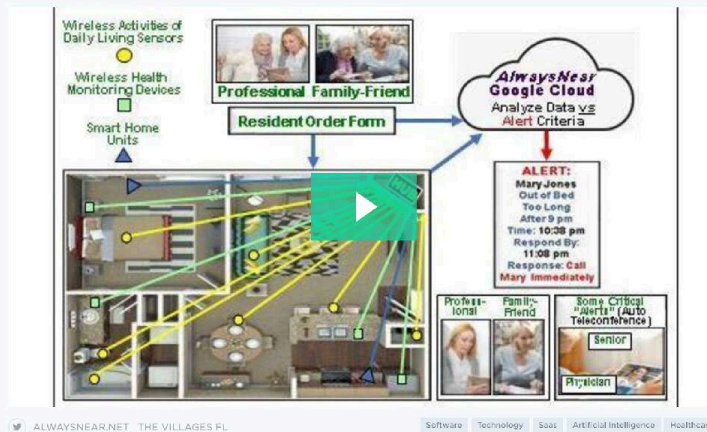 Wireless Activities of
Daily Living Sensors
Wireless Health
Monitoring Devices
Smart Home
Units
Professional Family-Friend
Resident Order Form
AlwaysNear
Google Cloud
Analyze Data vs
Alert Criteria
ALERT:
Mary Jones
Out of Bed
Too Long
After 9 pm
Time: 10:38 pm
Respond By:
11:08 pm
Response: Call
Mary Immediately
Profess-
ional
Family-
Friend
Some Critical
"Alerts" (Auto
Teleconference)
Senior
Physician
ALWAYSNEAR.NET THE VILLAGES FL
Software Technology Saas Artificial Intelligence Healthcar